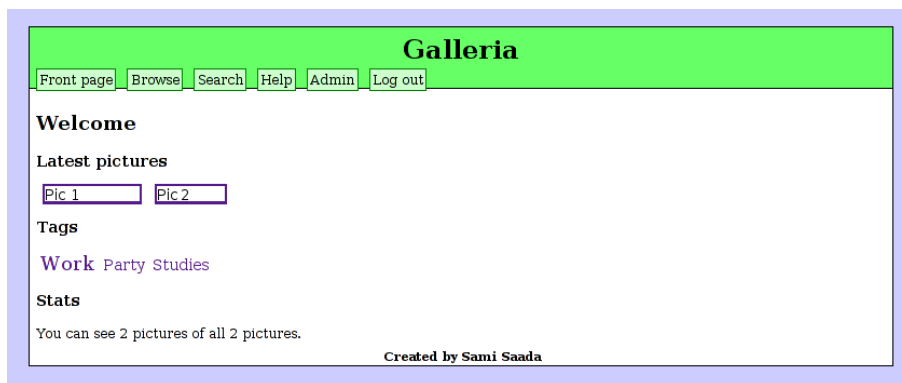 Galleria
Front page Browse Search Help Admin Log out
Welcome
Latest pictures
Pic 1 Pic 2
Tags
Work Party Studies
Stats
You can see 2 pictures of all 2 pictures.
Created by Sami Saada